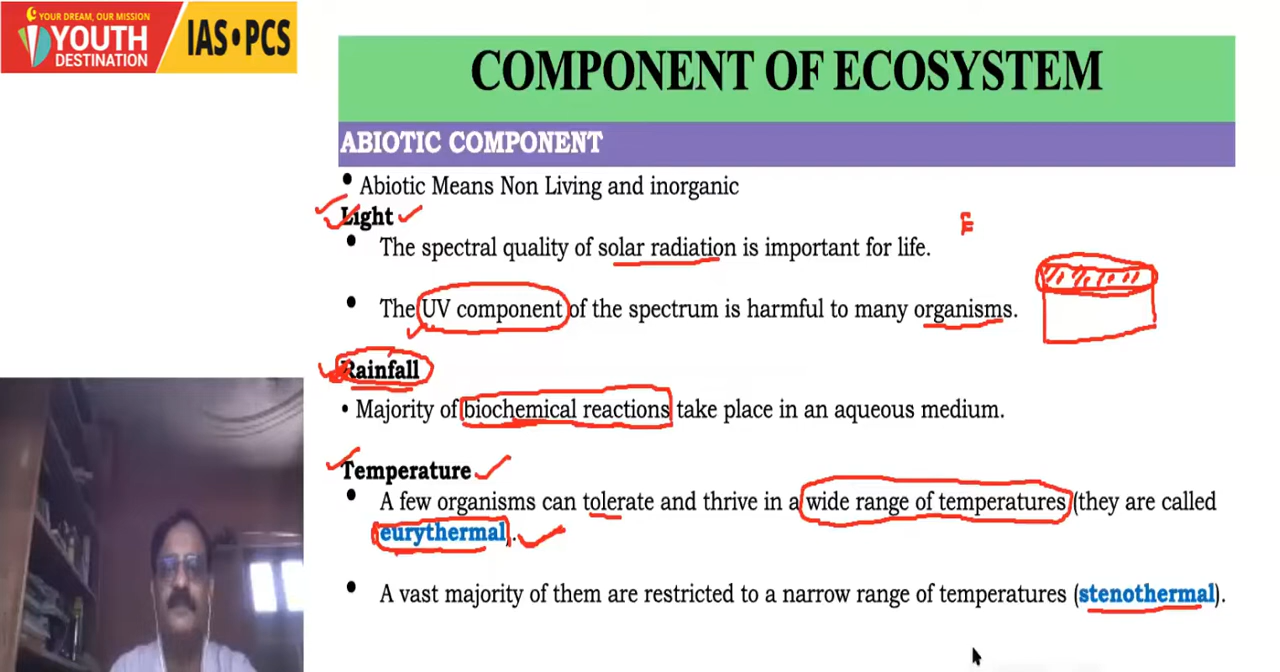 YOUR DREAM, OUR MISSION
YOUTH
DESTINATION
IAS•PCS
COMPONENT OF ECOSYSTEM
ABIOTIC COMPONENT
• Abiotic Means Non Living and inorganic
Light
• The spectral quality of solar radiation is important for life.
E
• The UV component of the spectrum is harmful to many organisms.
Rainfall
• Majority of biochemical reactions take place in an aqueous medium.
Temperature
• A few organisms can tolerate and thrive in a wide range of temperatures (they are called
eurythermal).
• A vast majority of them are restricted to a narrow range of temperatures (stenothermal).